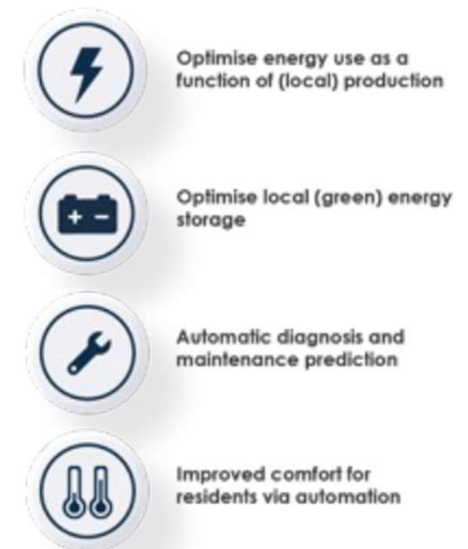 Optimise energy use as a
function of (local) production
Optimise local (green) energy
storage
Automatic diagnosis and
maintenance prediction
Improved comfort for
residents via automation